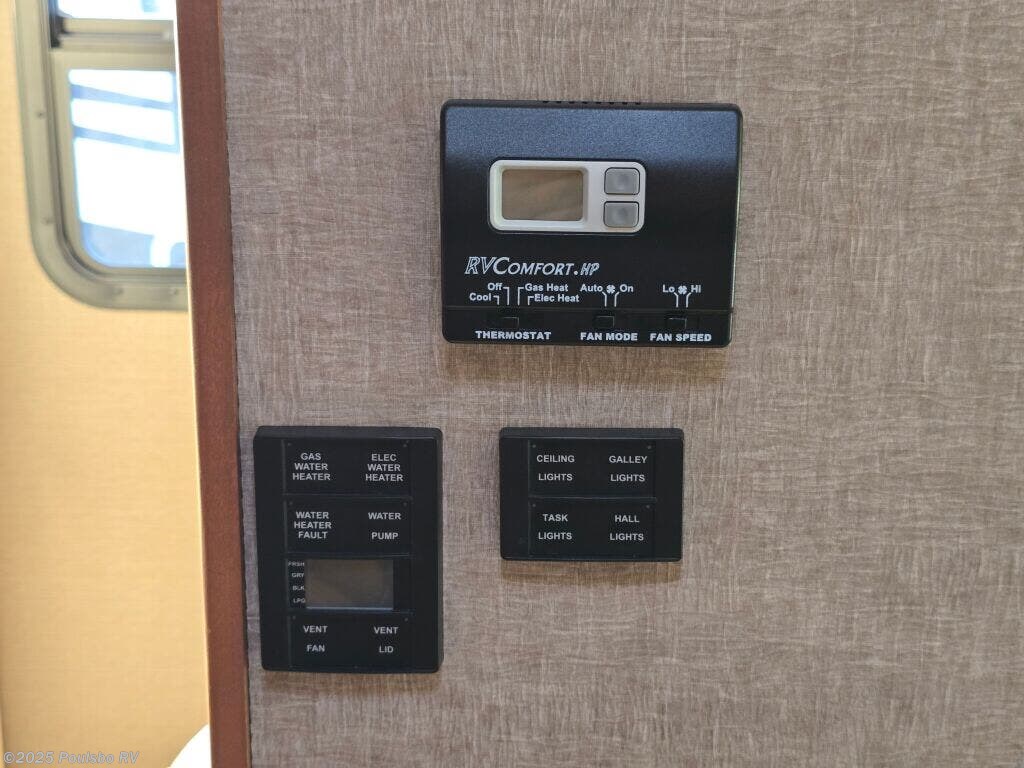 RVCOMFORT.HP
Off Gas Heat Auto On Lo Hi
Cool Elec Heat
THERMOSTAT FAN MODE FAN SPEED
GAS WATER HEATER
ELEC WATER HEATER
WATER HEATER FAULT
WATER PUMP
FRSH
GRY
BLK
LPG
VENT FAN
VENT LID
CEILING LIGHTS
GALLEY LIGHTS
TASK LIGHTS
HALL LIGHTS
©2025 Poulsbo RV